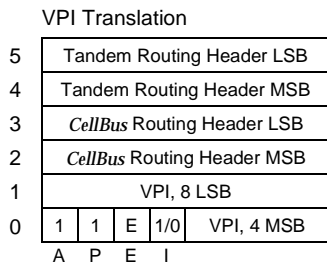 VPI Translation
5 Tandem Routing Header LSB
4 Tandem Routing Header MSB
3 CellBus Routing Header LSB
2 CellBus Routing Header MSB
1 VPI, 8 LSB
0 1 1 E 1/0 VPI, 4 MSB
A P E I